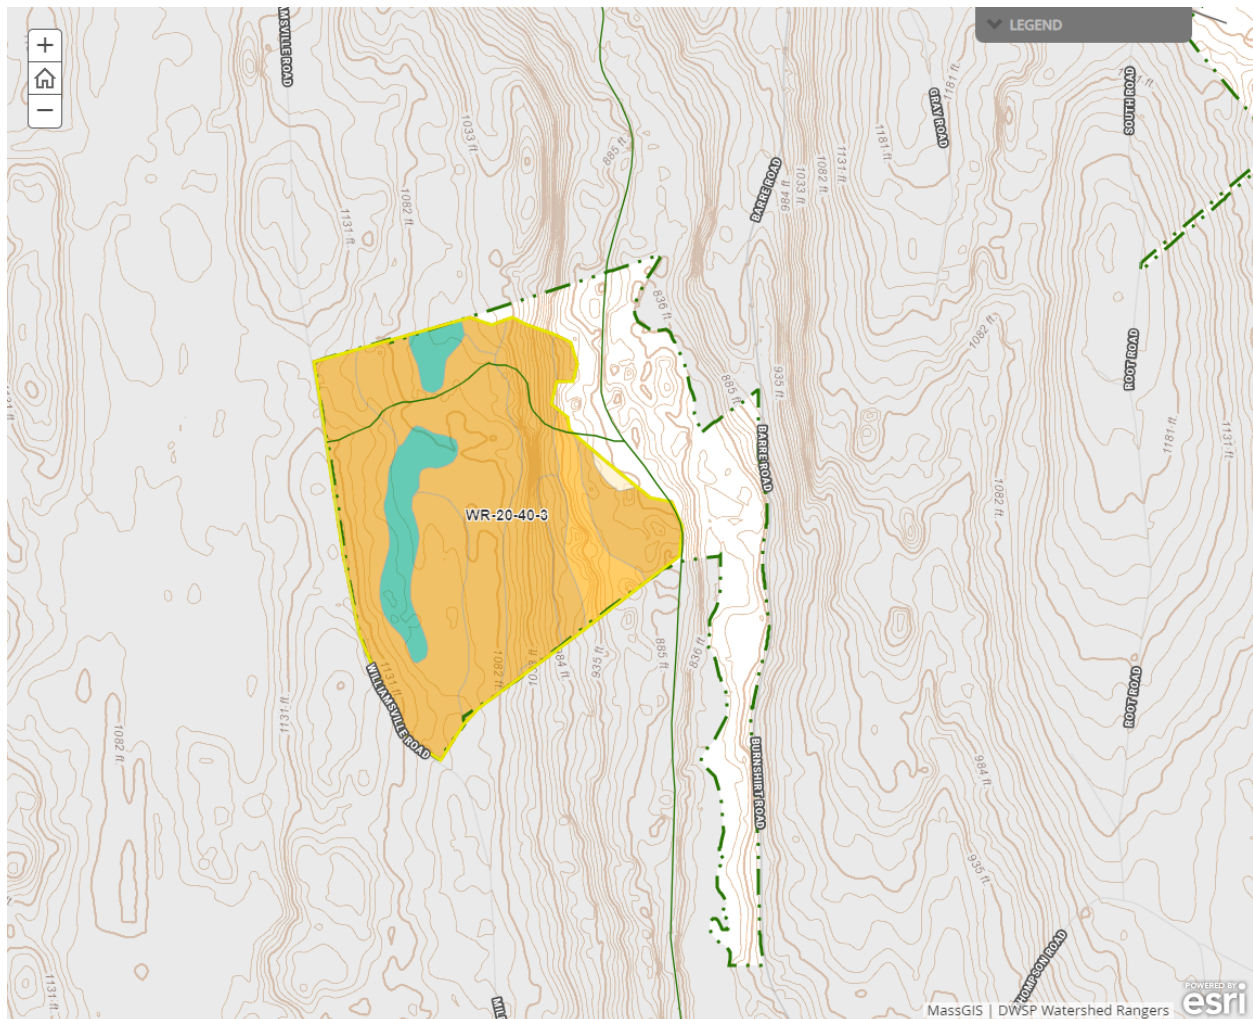 LEGEND
+
−
AMSVILLE ROAD
1033 ft
885 ft
GRAY ROAD
1181 ft
SOUTH ROAD
1181 ft
1131 ft
1082 ft
1033 ft
984 ft
BARRE ROAD
1082 ft
1131 ft
836 ft
1082 ft
ROOT ROAD
885 ft
935 ft
BARRE ROAD
1181 ft
1131 ft
1082 ft
WR-20-40-3
1131 ft
1082 ft
935 ft
885 ft
836 ft
WILLIAMSVILLE ROAD
1131 ft
1082 ft
ROOT ROAD
BURNSHIRT ROAD
984 ft
935 ft
1131 ft
HOMPSON ROAD
MassGIS | DWSP Watershed Rangers
POWERED BY
esri